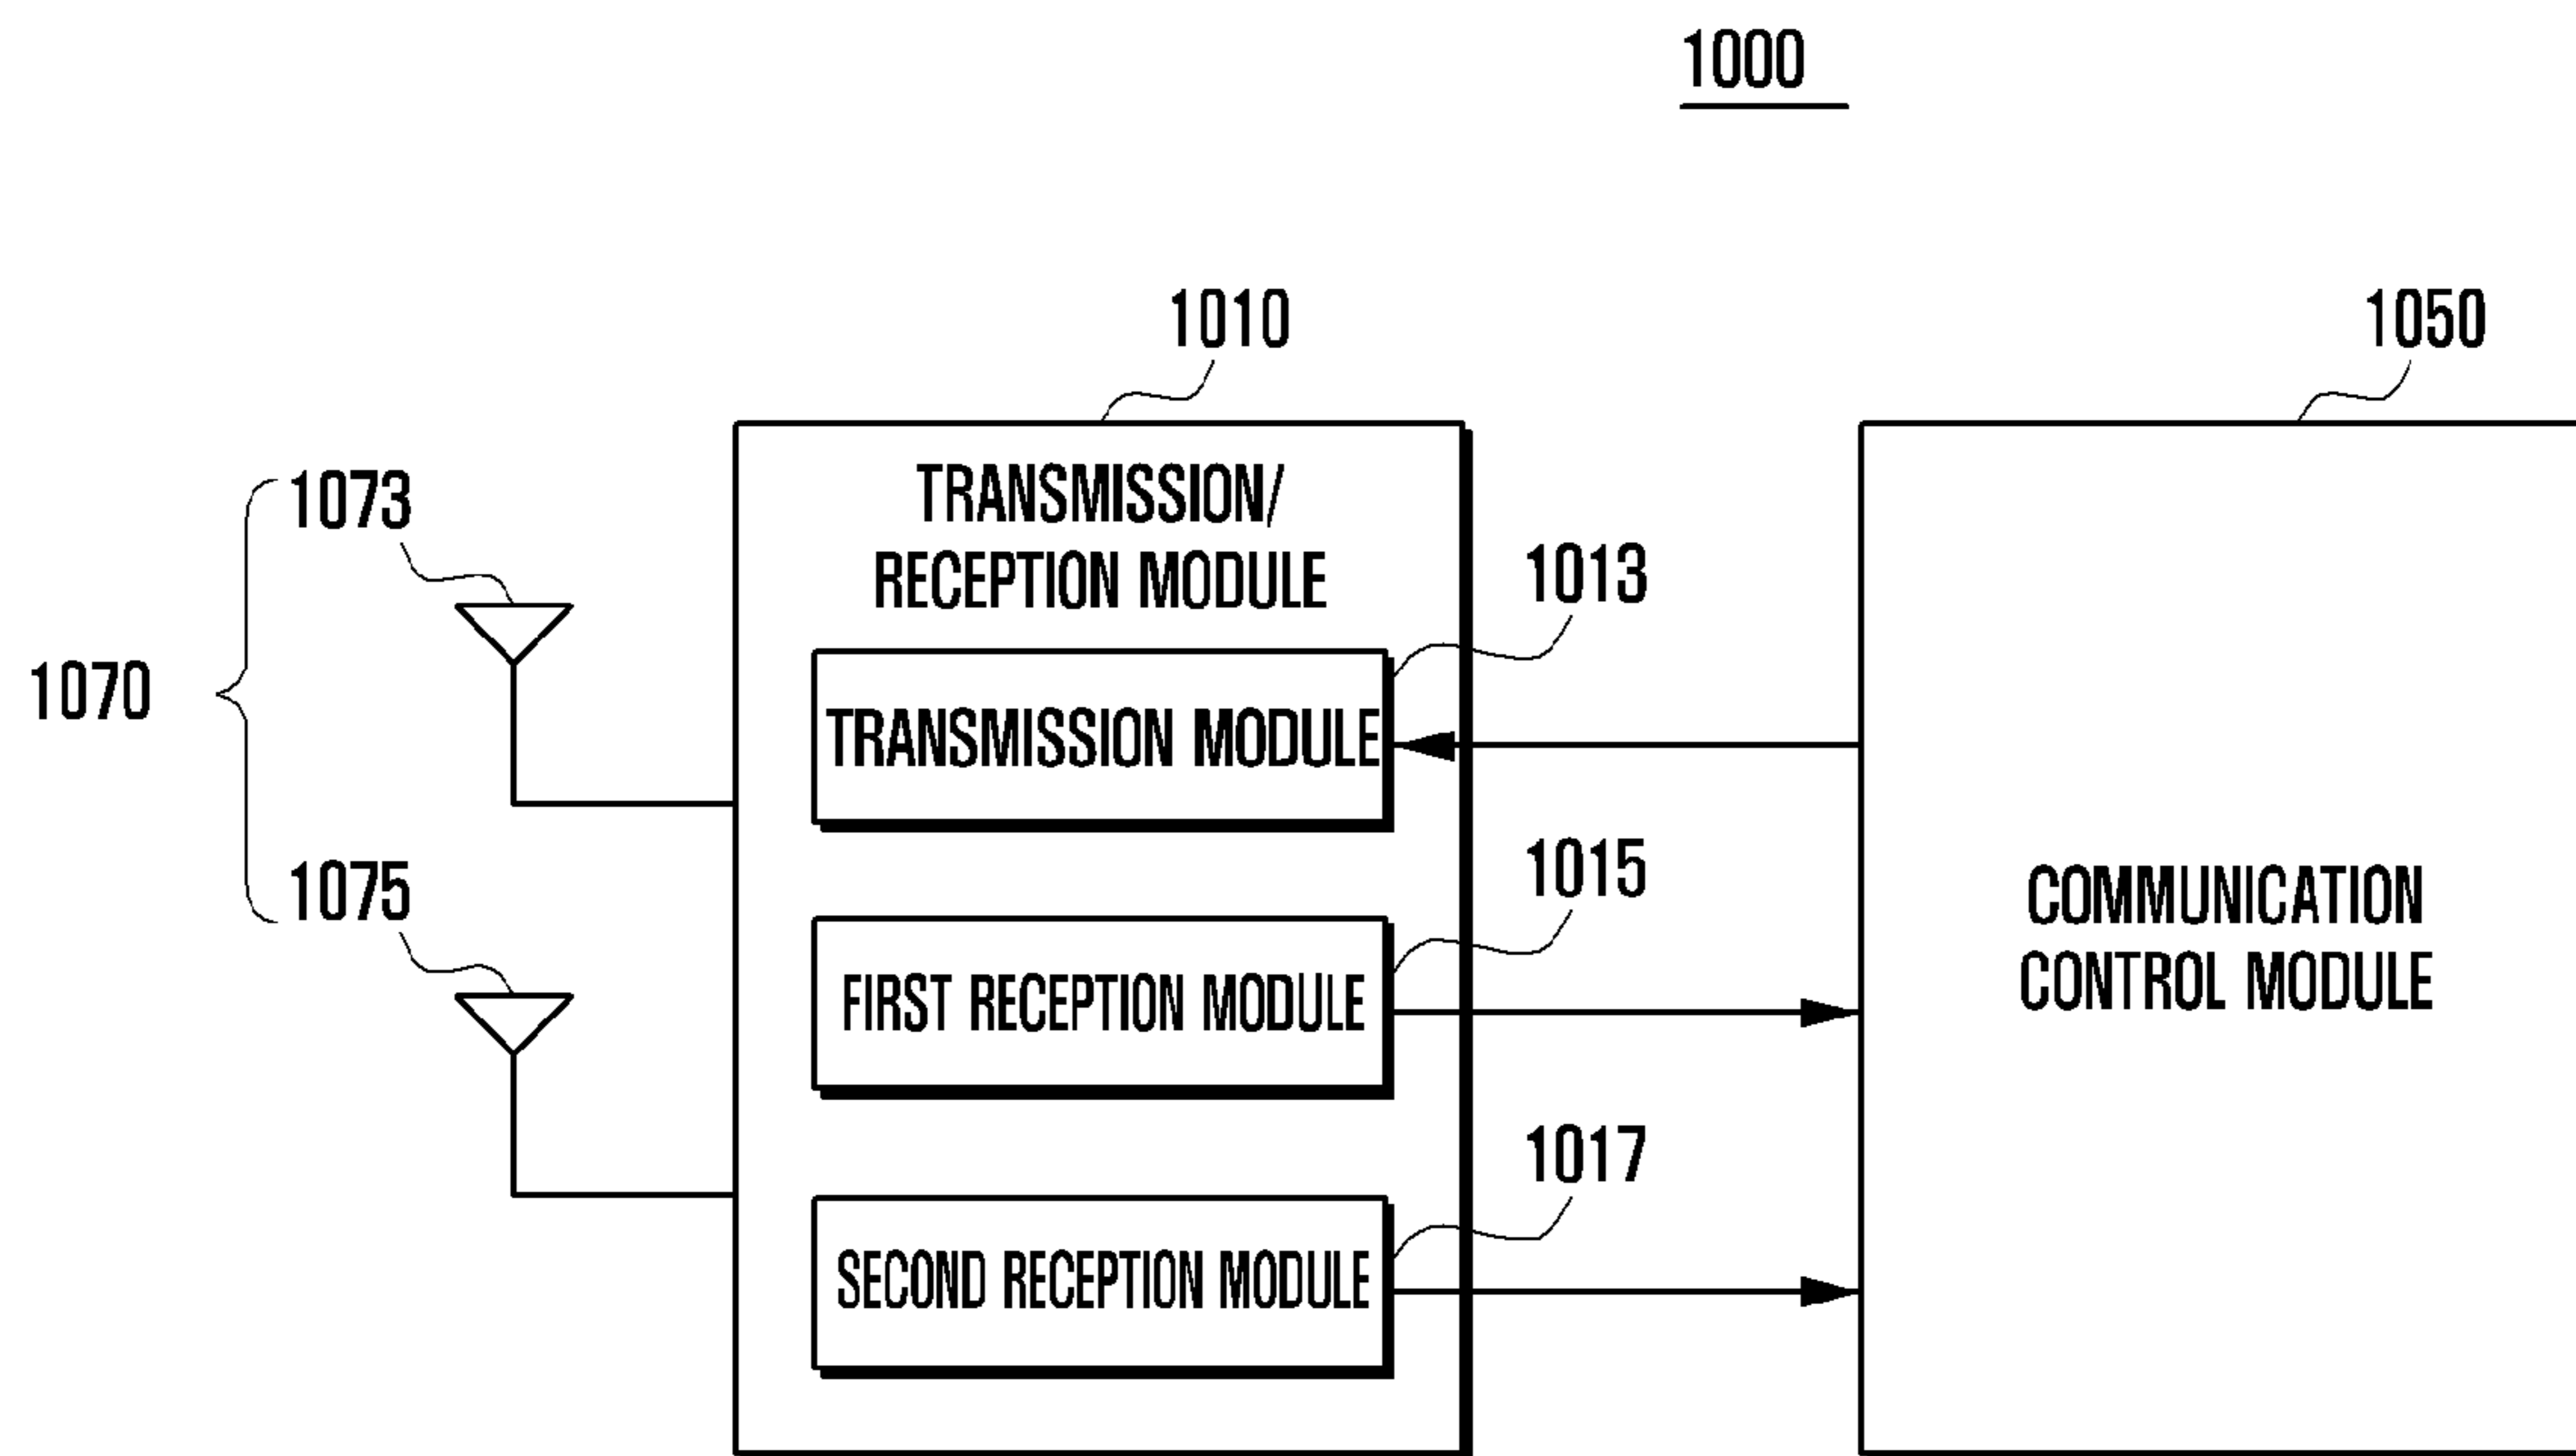 1000
1010
1050
1073
1070
1075
TRANSMISSION/
RECEPTION MODULE
1013
TRANSMISSION MODULE
1015
FIRST RECEPTION MODULE
1017
SECOND RECEPTION MODULE
COMMUNICATION
CONTROL MODULE